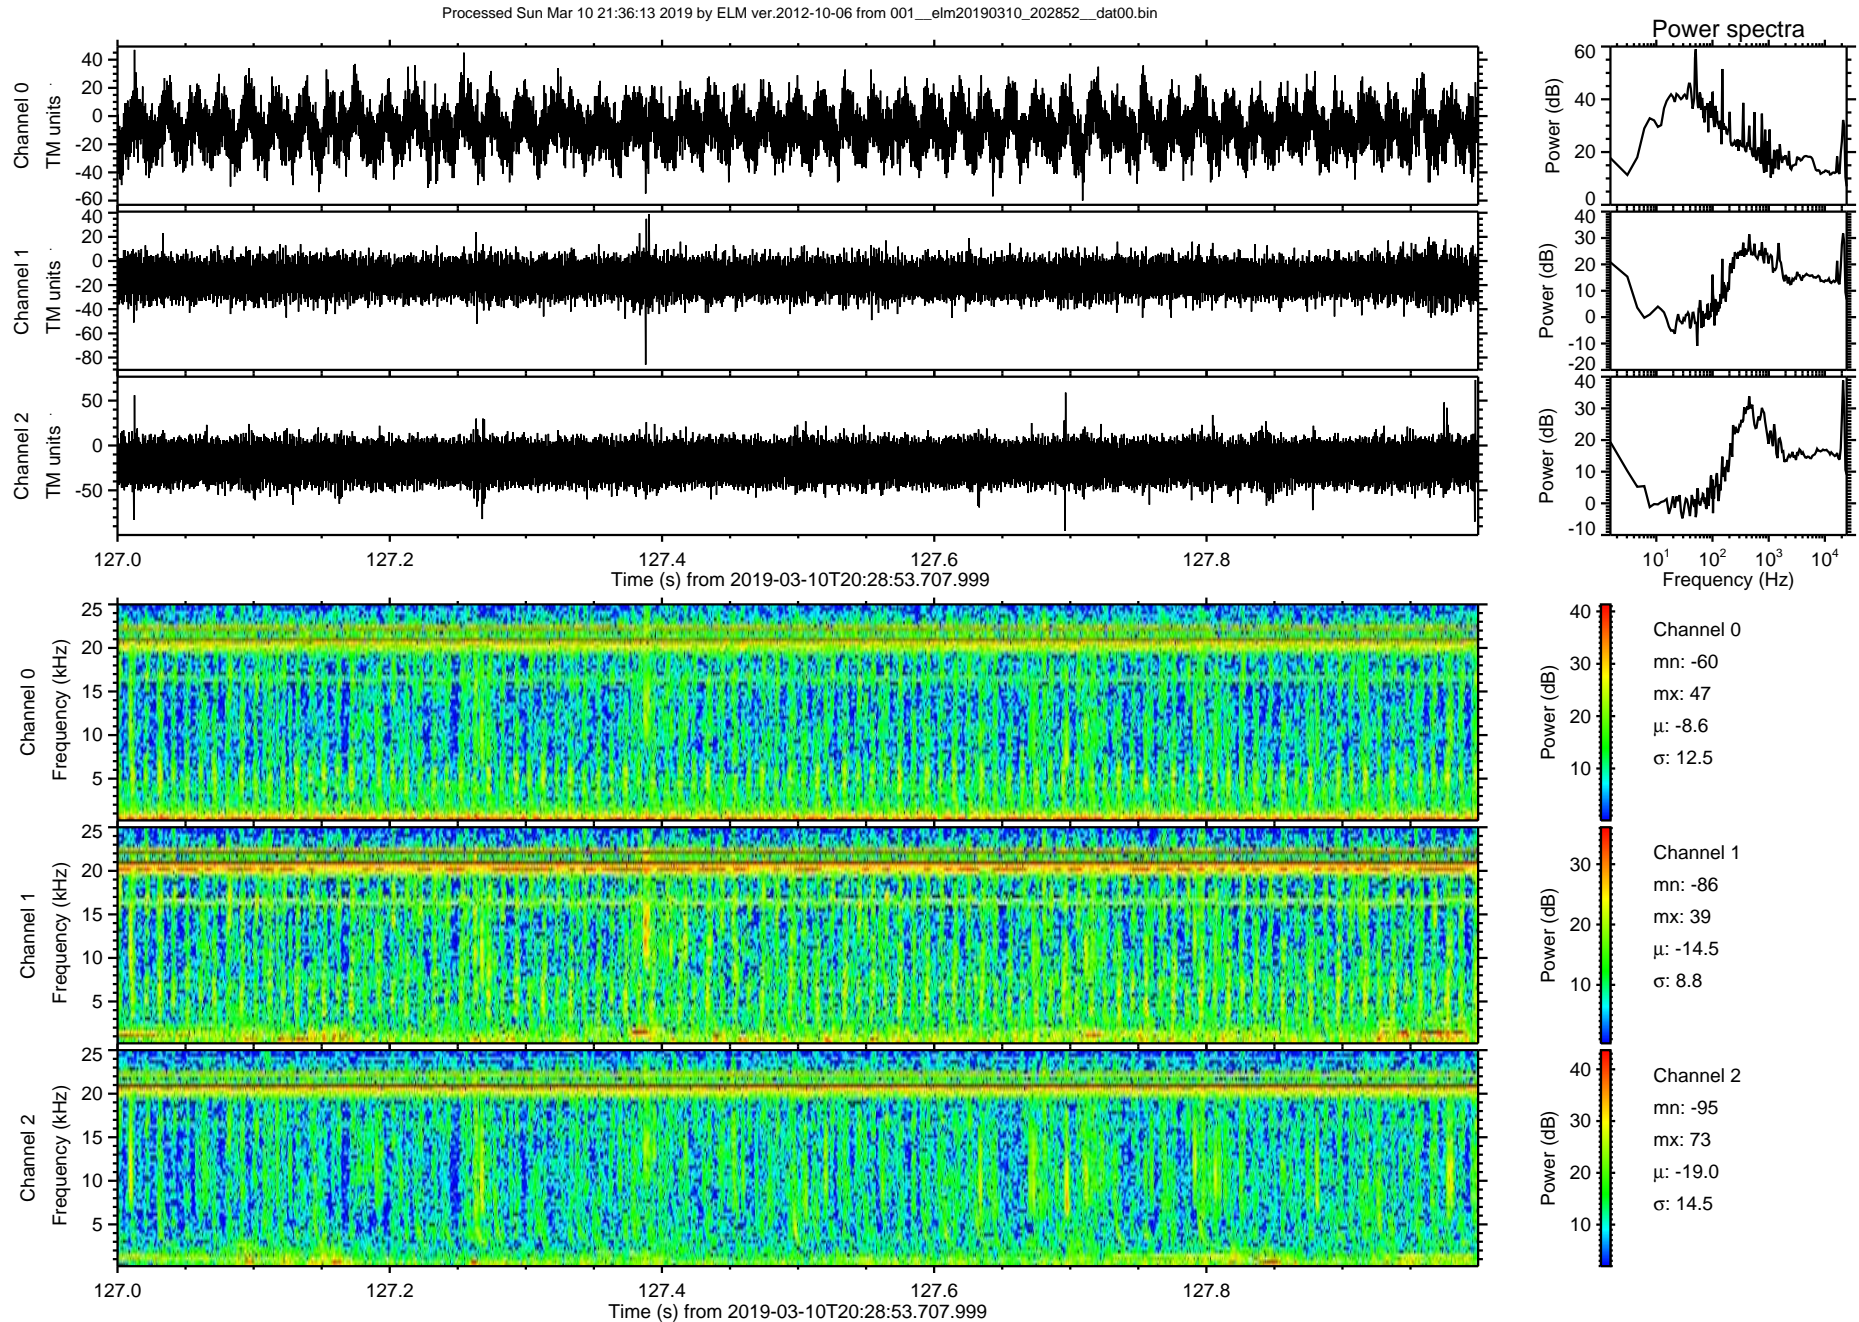 Processed Sun Mar 10 21:36:13 2019 by ELM ver.2012-10-06 from 001__elm20190310_202852__dat00.bin
Power spectra
Channel 0
TM units
40
20
0
-20
-40
-60
Power (dB)
60
40
20
0
Channel 1
TM units
40
20
0
-20
-40
-60
-80
Power (dB)
40
30
20
10
0
-10
-20
Channel 2
TM units
50
0
-50
Power (dB)
40
30
20
10
0
-10
127.0 127.2 127.4 127.6 127.8
Time (s) from 2019-03-10T20:28:53.707.999
10^1 10^2 10^3 10^4
Frequency (Hz)
Channel 0
Frequency (kHz)
25
20
15
10
5
Power (dB)
40
30
20
10
Channel 0
mn: -60
mx: 47
μ: -8.6
σ: 12.5
Channel 1
Frequency (kHz)
25
20
15
10
5
Power (dB)
30
20
10
Channel 1
mn: -86
mx: 39
μ: -14.5
σ: 8.8
Channel 2
Frequency (kHz)
25
20
15
10
5
Power (dB)
40
30
20
10
Channel 2
mn: -95
mx: 73
μ: -19.0
σ: 14.5
127.0 127.2 127.4 127.6 127.8
Time (s) from 2019-03-10T20:28:53.707.999